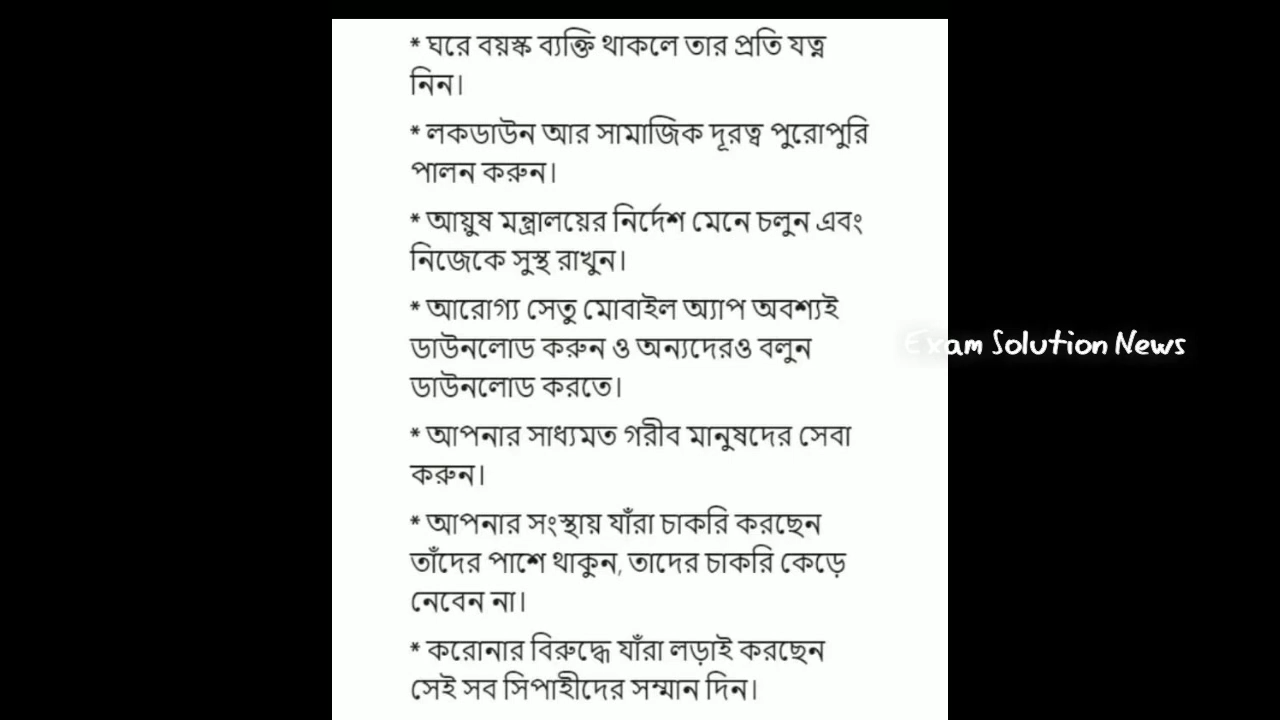 * ঘরে বয়স্ক ব্যক্তি থাকলে তার প্রতি যত্ন
নিন।
* লকডাউন আর সামাজিক দূরত্ব পুরোপুরি
পালন করুন।
* আয়ুষ মন্ত্রালয়ের নির্দেশ মেনে চলুন এবং
নিজেকে সুস্থ রাখুন।
* আরোগ্য সেতু মোবাইল অ্যাপ অবশ্যই
ডাউনলোড করুন ও অন্যদেরও বলুন
ডাউনলোড করতে।
* আপনার সাধ্যমত গরীব মানুষদের সেবা
করুন।
* আপনার সংস্থায় যাঁরা চাকরি করছেন
তাঁদের পাশে থাকুন, তাদের চাকরি কেড়ে
নেবেন না।
* করোনার বিরুদ্ধে যাঁরা লড়াই করছেন
সেই সব সিপাহীদের সম্মান দিন।
Exam Solution News